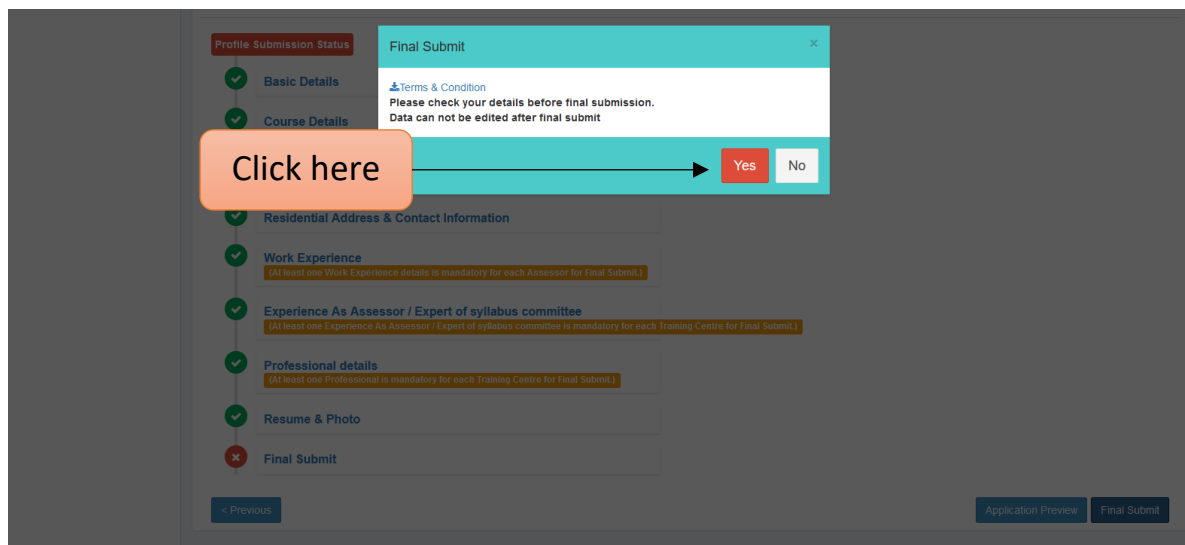 Profile Submission Status
Final Submit
×
Basic Details
Terms & Condition
Please check your details before final submission.
Course Details
Data can not be edited after final submit
Click here
Yes
No
Residential Address & Contact Information
Work Experience
(At least one Work Experience details is mandatory for each Assessor for Final Submit.)
Experience As Assessor / Expert of syllabus committee
(At least one Experience As Assessor / Expert of syllabus committee is mandatory for each Training Centre for Final Submit.)
Professional details
(At least one Professional is mandatory for each Training Centre for Final Submit.)
Resume & Photo
Final Submit
< Previous
Application Preview
Final Submit